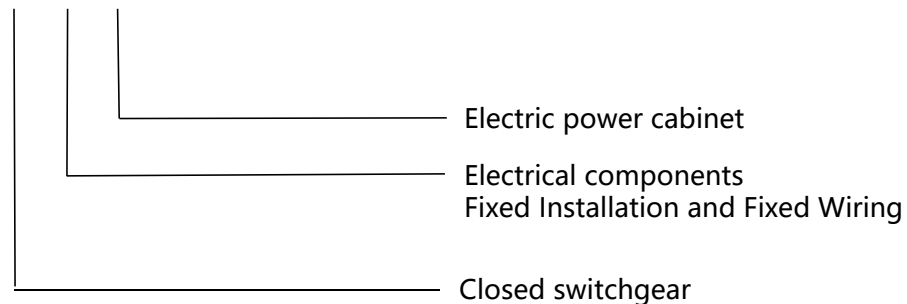 Electric power cabinet
Electrical components
Fixed Installation and Fixed Wiring
Closed switchgear